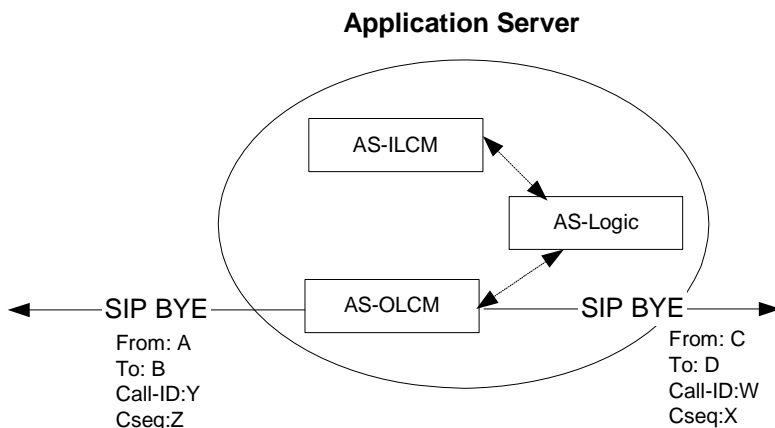 Application Server
AS-ILCM
AS-Logic
AS-OLCM
SIP BYE
From: A
To: B
Call-ID:Y
Cseq:Z
SIP BYE
From: C
To: D
Call-ID:W
Cseq:X